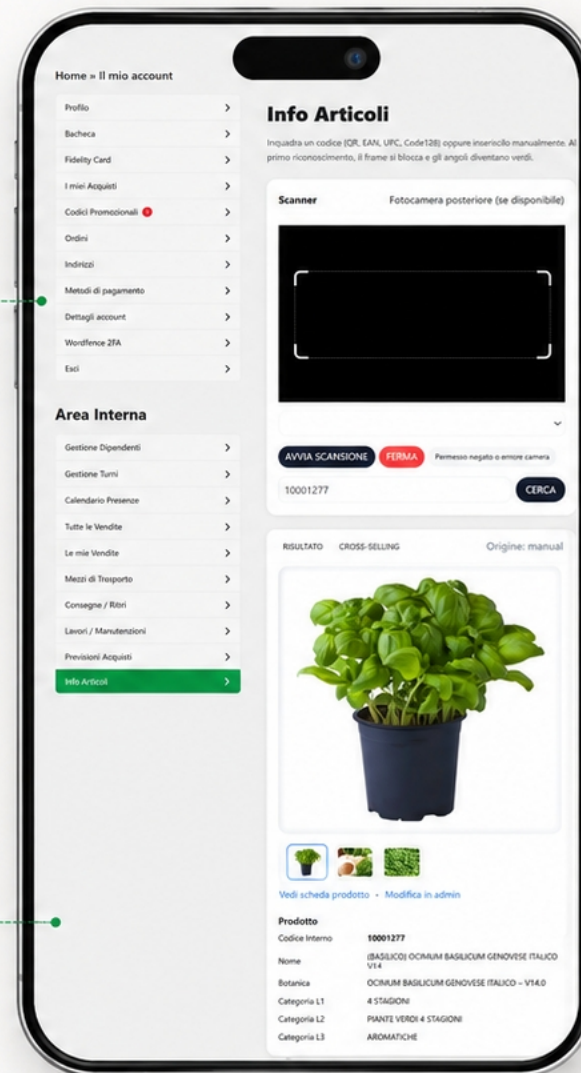 Home » Il mio account
Profilo
Bacheca
Fidelity Card
I miei Acquisti
Codici Promozionali
Ordini
Indirizzi
Metodi di pagamento
Dettagli account
Wordfence 2FA
Esci
Area Interna
Gestione Dipendenti
Gestione Turni
Calendario Presenze
Tutte le Vendite
Le mie Vendite
Mezzi di Trasporto
Consegne / Ritiri
Lavori / Manutenzioni
Previsioni Acquisti
Info Articoli
Info Articoli
Inquadra un codice (QR, EAN, UPC, Code128) oppure inseriscilo manualmente. Al
primo riconoscimento, il frame si blocca e gli angoli diventano verdi.
Scanner Fotocamera posteriore (se disponibile)
AVVIA SCANSIONE FERMA Permesso negato o errore camera
10001277 CERCA
RISULTATO CROSS-SELLING Origine: manual
Vedi scheda prodotto - Modifica in admin
Prodotto
Codice Interno 10001277
Nome (BASILICO) OCIMUM BASILICUM GENOVESE ITALICO
V14
Botanica OCIMUM BASILICUM GENOVESE ITALICO – V14.0
Categoria L1 4 STAGIONI
Categoria L2 PIANTE VERDI 4 STAGIONI
Categoria L3 AROMATICHE